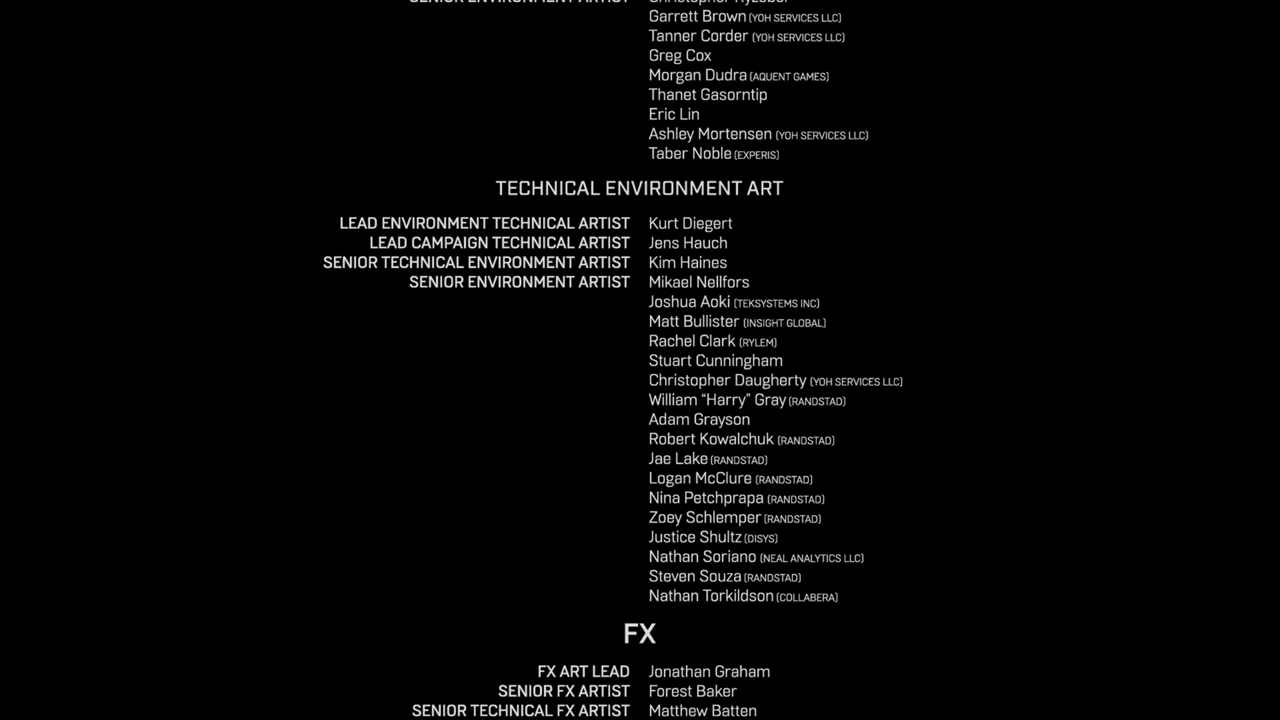 SENIOR ENVIRONMENT ARTIST Christopher
Garrett Brown (YOH SERVICES LLC)
Tanner Corder (YOH SERVICES LLC)
Greg Cox
Morgan Dudra (AQUENT GAMES)
Thanet Gasorntip
Eric Lin
Ashley Mortensen (YOH SERVICES LLC)
Taber Noble (EXPERIS)
TECHNICAL ENVIRONMENT ART
LEAD ENVIRONMENT TECHNICAL ARTIST Kurt Diegert
LEAD CAMPAIGN TECHNICAL ARTIST Jens Hauch
SENIOR TECHNICAL ENVIRONMENT ARTIST Kim Haines
SENIOR ENVIRONMENT ARTIST Mikael Nellfors
Joshua Aoki (TEKSYSTEMS INC)
Matt Bullister (INSIGHT GLOBAL)
Rachel Clark (RYLEM)
Stuart Cunningham
Christopher Daugherty (YOH SERVICES LLC)
William “Harry” Gray (RANDSTAD)
Adam Grayson
Robert Kowalchuk (RANDSTAD)
Jae Lake (RANDSTAD)
Logan McClure (RANDSTAD)
Nina Petchprapa (RANDSTAD)
Zoey Schlemper (RANDSTAD)
Justice Shultz (DISYS)
Nathan Soriano (NEAL ANALYTICS LLC)
Steven Souza (RANDSTAD)
Nathan Torkildson (COLLABERA)
FX
FX ART LEAD Jonathan Graham
SENIOR FX ARTIST Forest Baker
SENIOR TECHNICAL FX ARTIST Matthew Batten